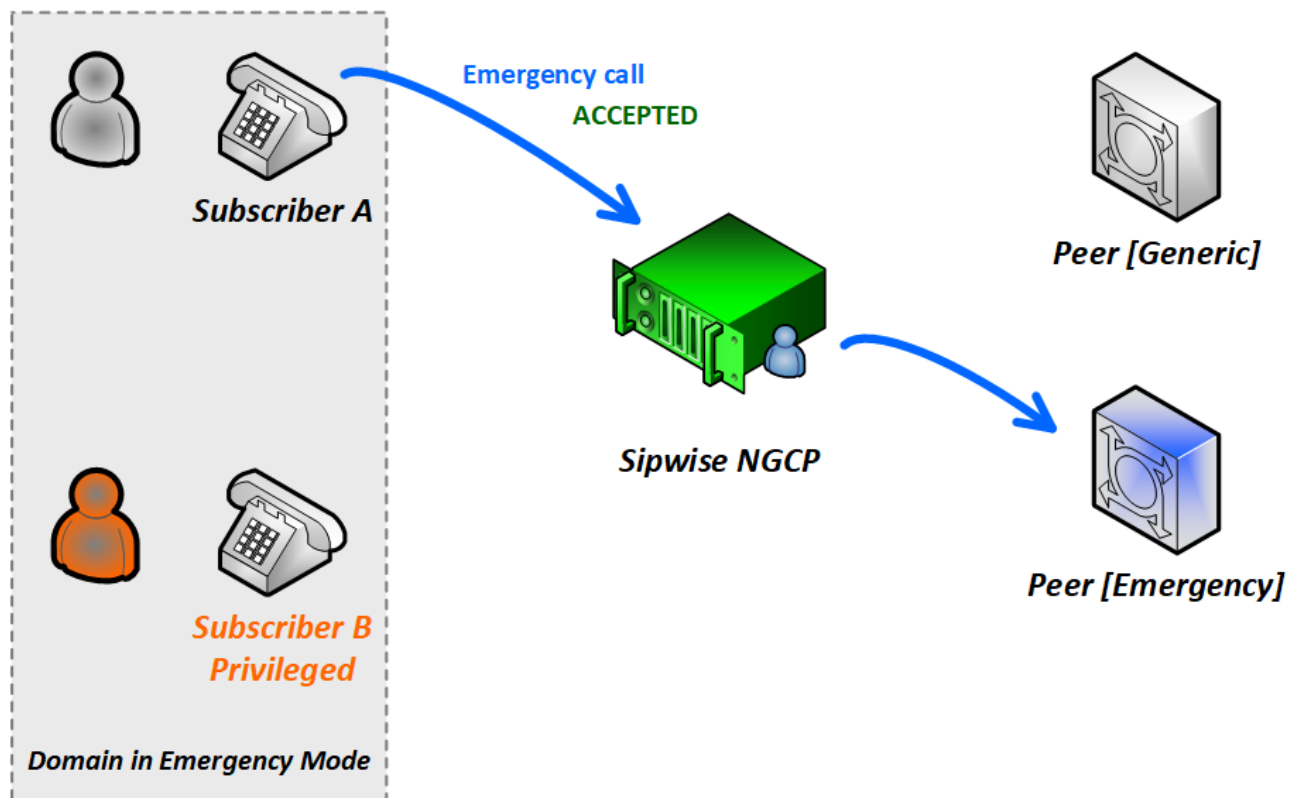 Emergency call
ACCEPTED
Subscriber A
Peer [Generic]
Sipwise NGCP
Peer [Emergency]
Subscriber B
Privileged
Domain in Emergency Mode